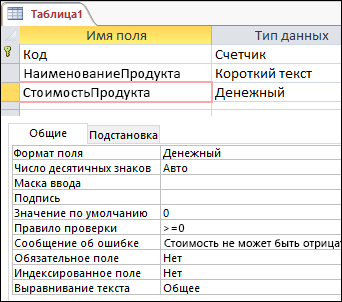 Таблица1
Имя поля Тип данных
Код Счетчик
НаименованиеПродукта Короткий текст
СтоимостьПродукта Денежный
Общие Подстановка
Формат поля Денежный
Число десятичных знаков Авто
Маска ввода
Подпись
Значение по умолчанию 0
Правило проверки >=0
Сообщение об ошибке Стоимость не может быть отрицат
Обязательное поле Нет
Индексированное поле Нет
Выравнивание текста Общее